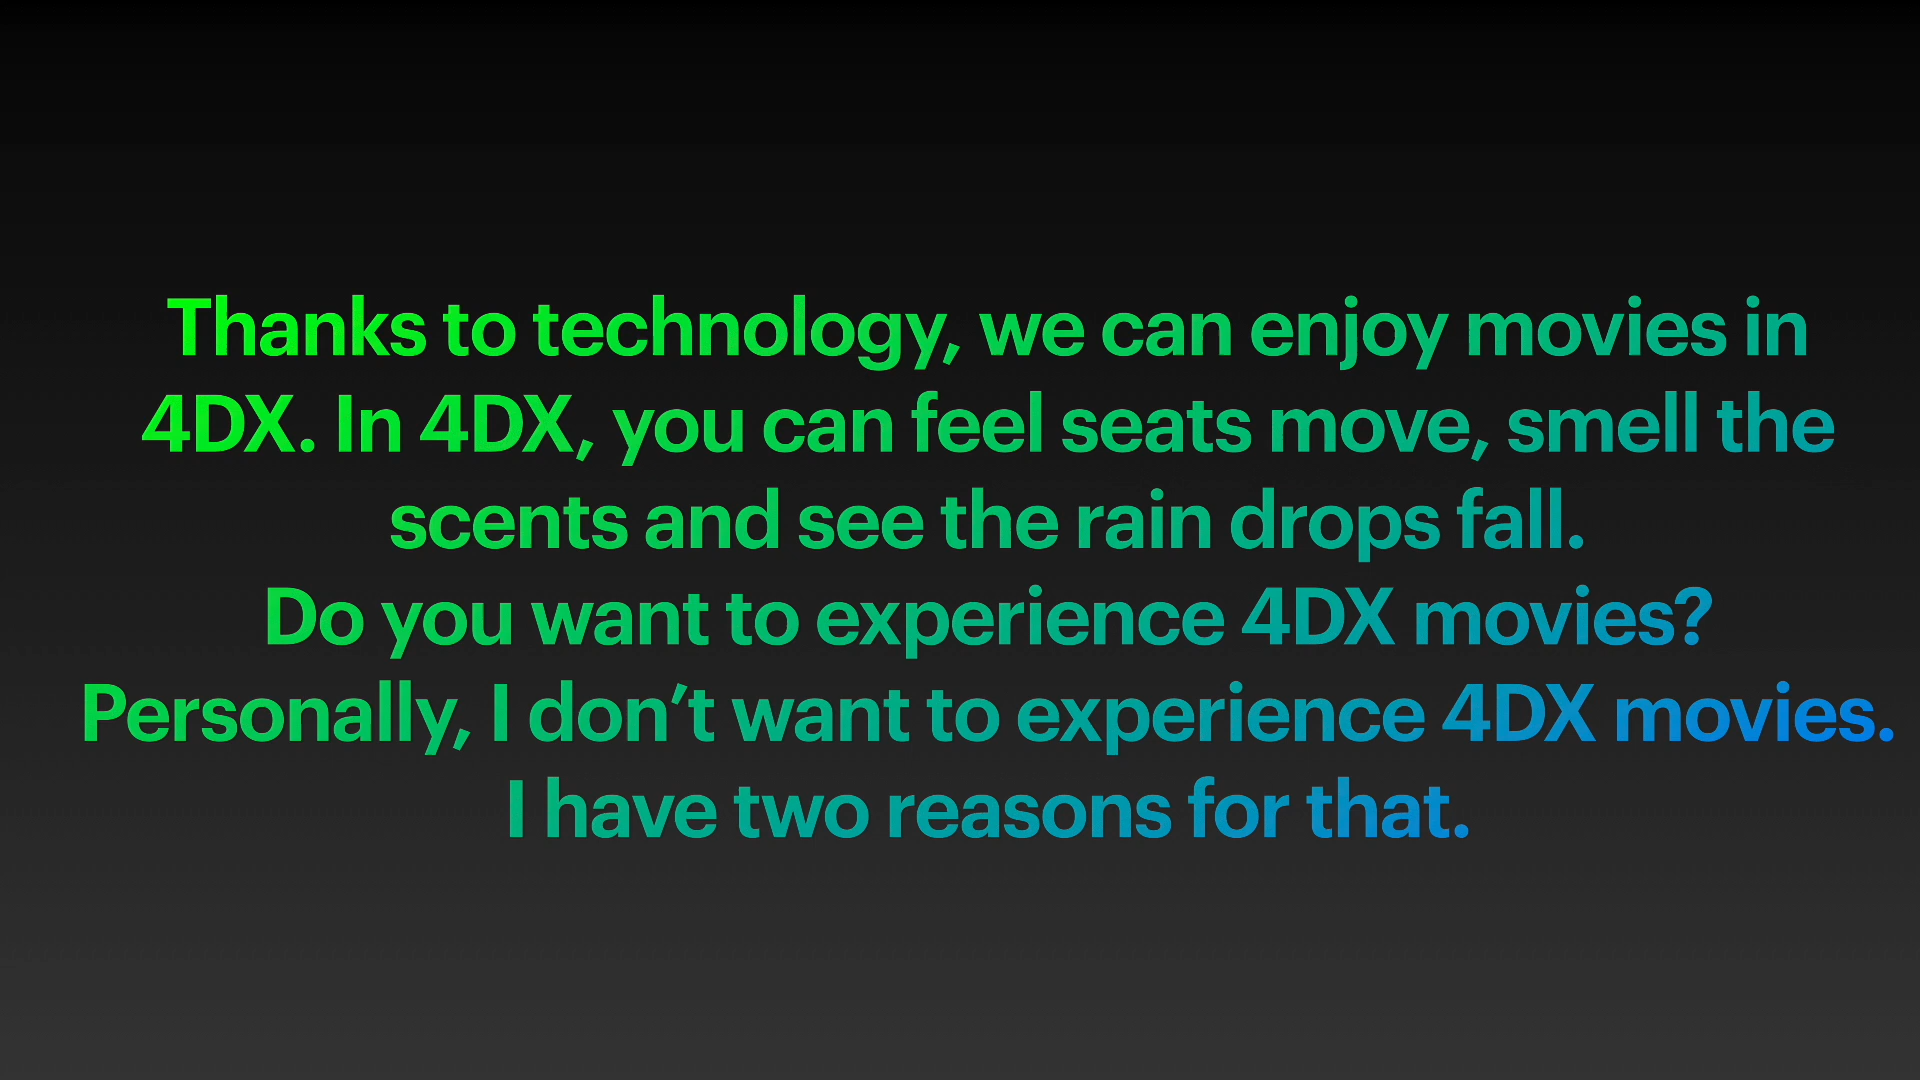 Thanks to technology, we can enjoy movies in
4DX. In 4DX, you can feel seats move, smell the
scents and see the rain drops fall.
Do you want to experience 4DX movies?
Personally, I don’t want to experience 4DX movies.
I have two reasons for that.